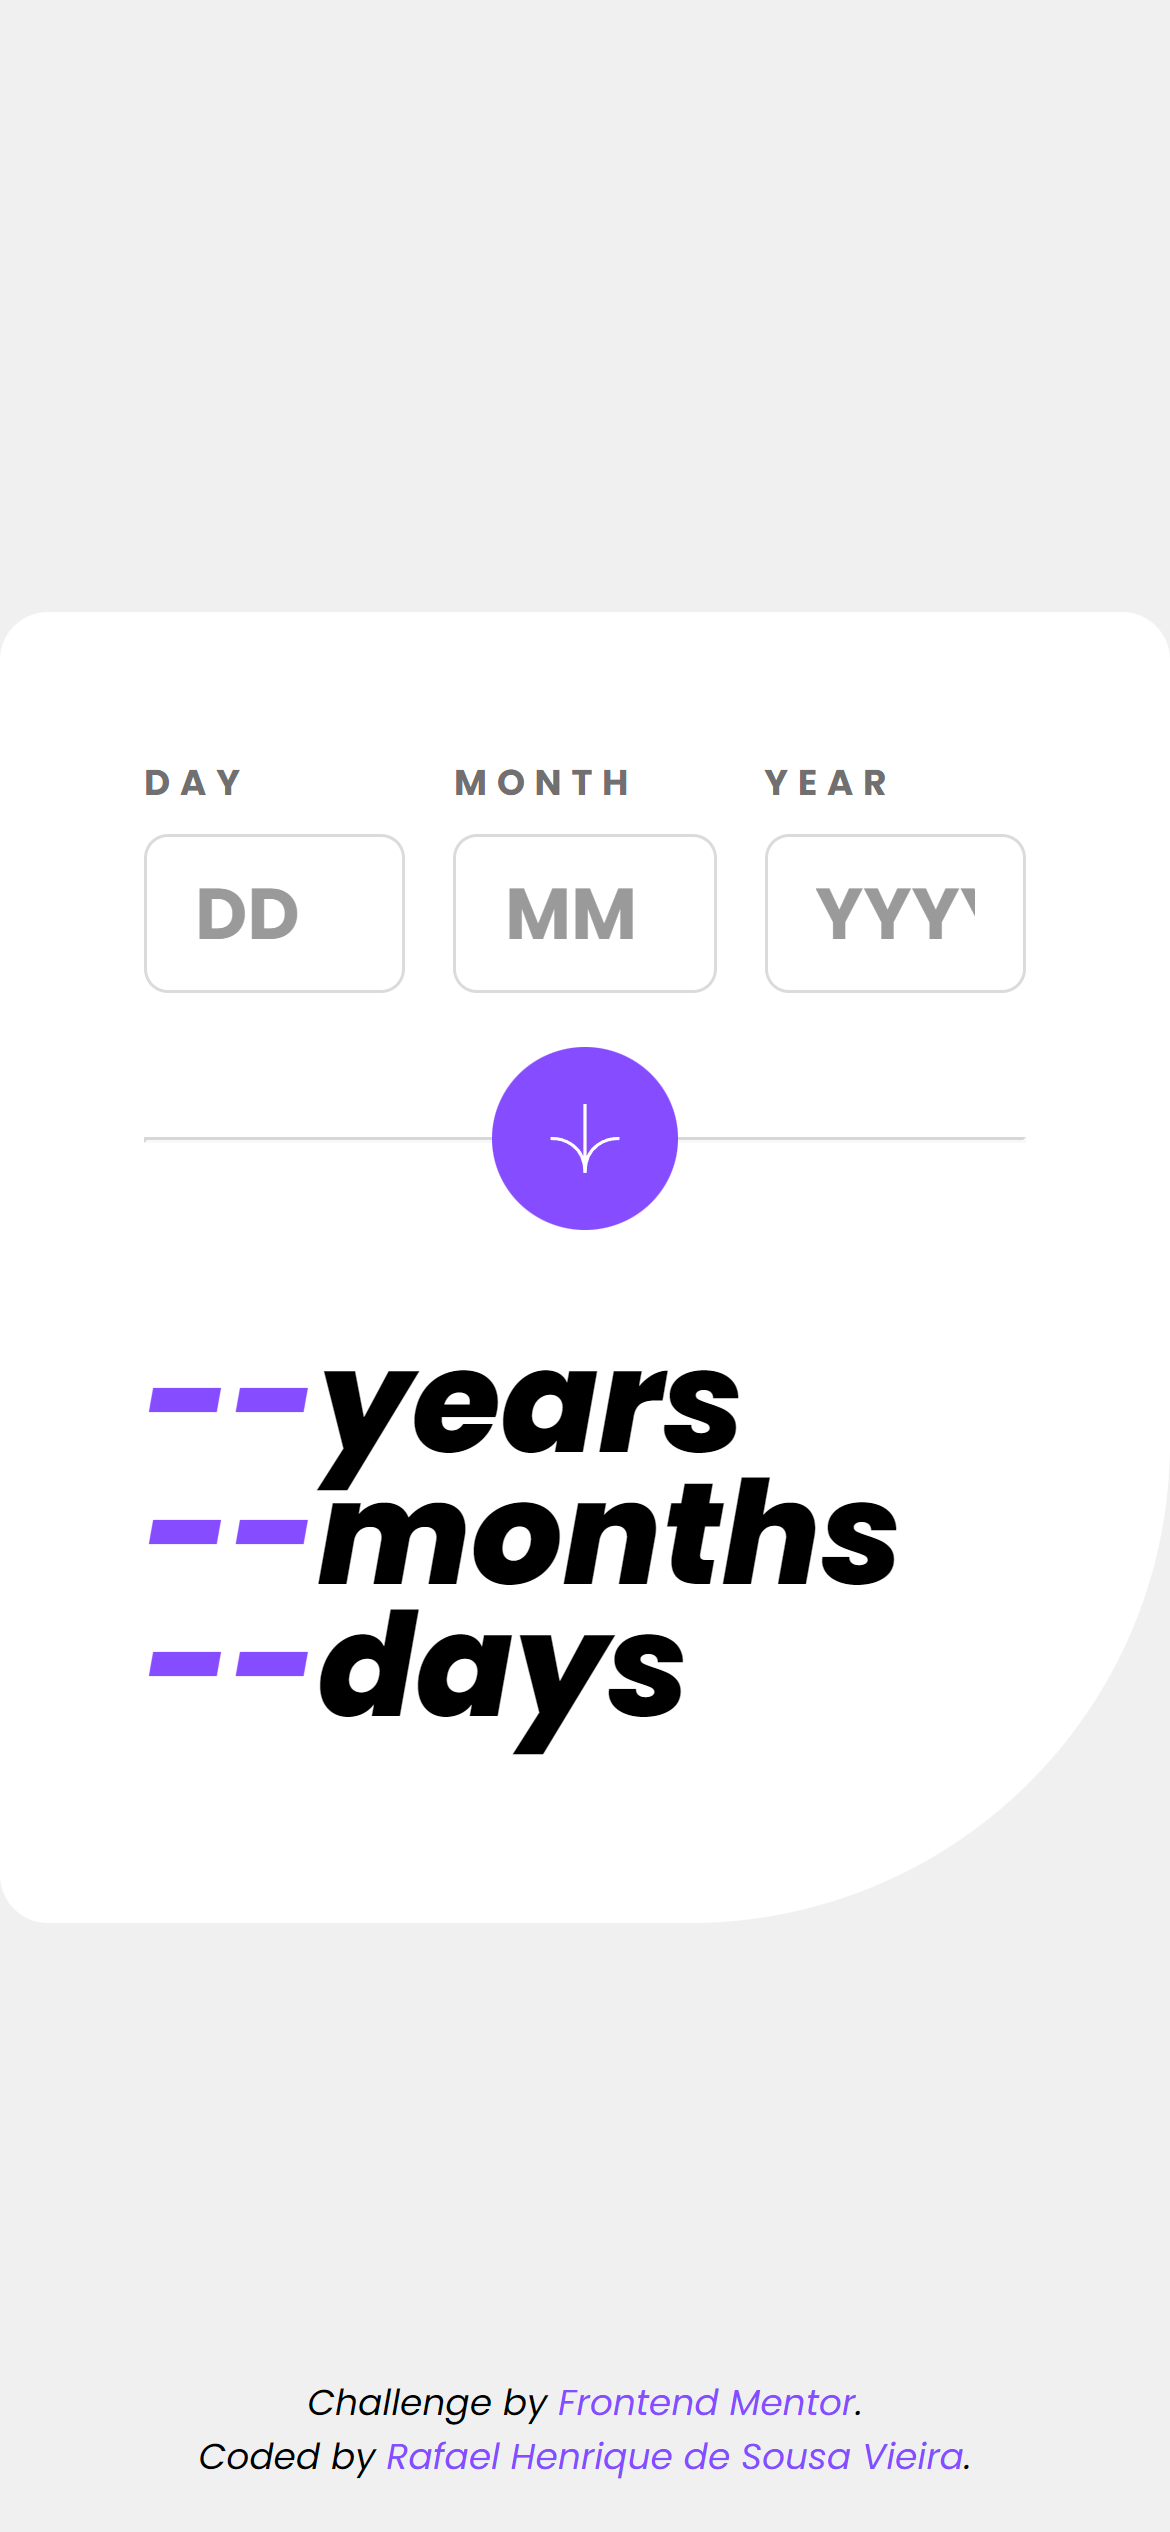 DAY MONTH YEAR
DD MM YYY
--years
--months
--days
Challenge by Frontend Mentor.
Coded by Rafael Henrique de Sousa Vieira.